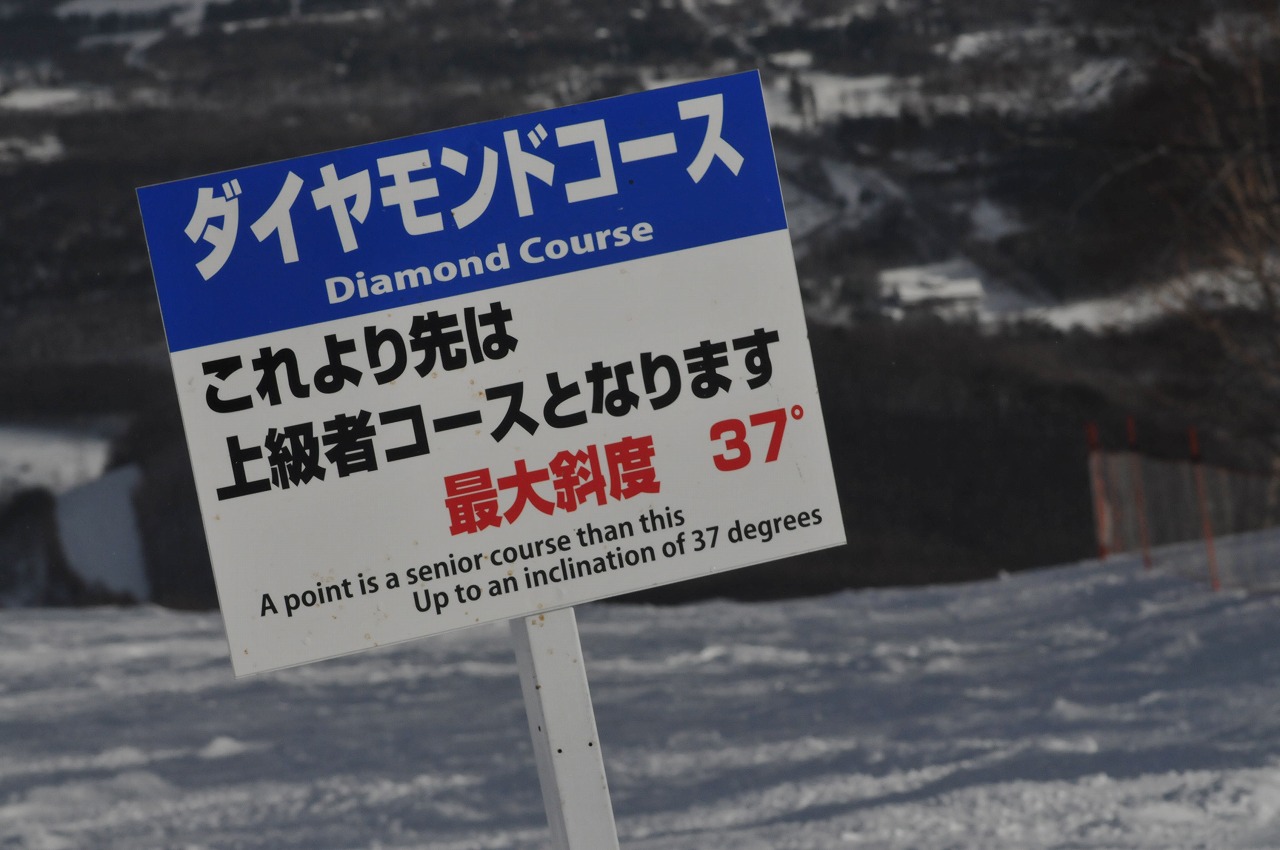 ダイヤモンドコース
Diamond Course
これより先は
上級者コースとなります
最大斜度 37°
A point is a senior course than this
Up to an inclination of 37 degrees